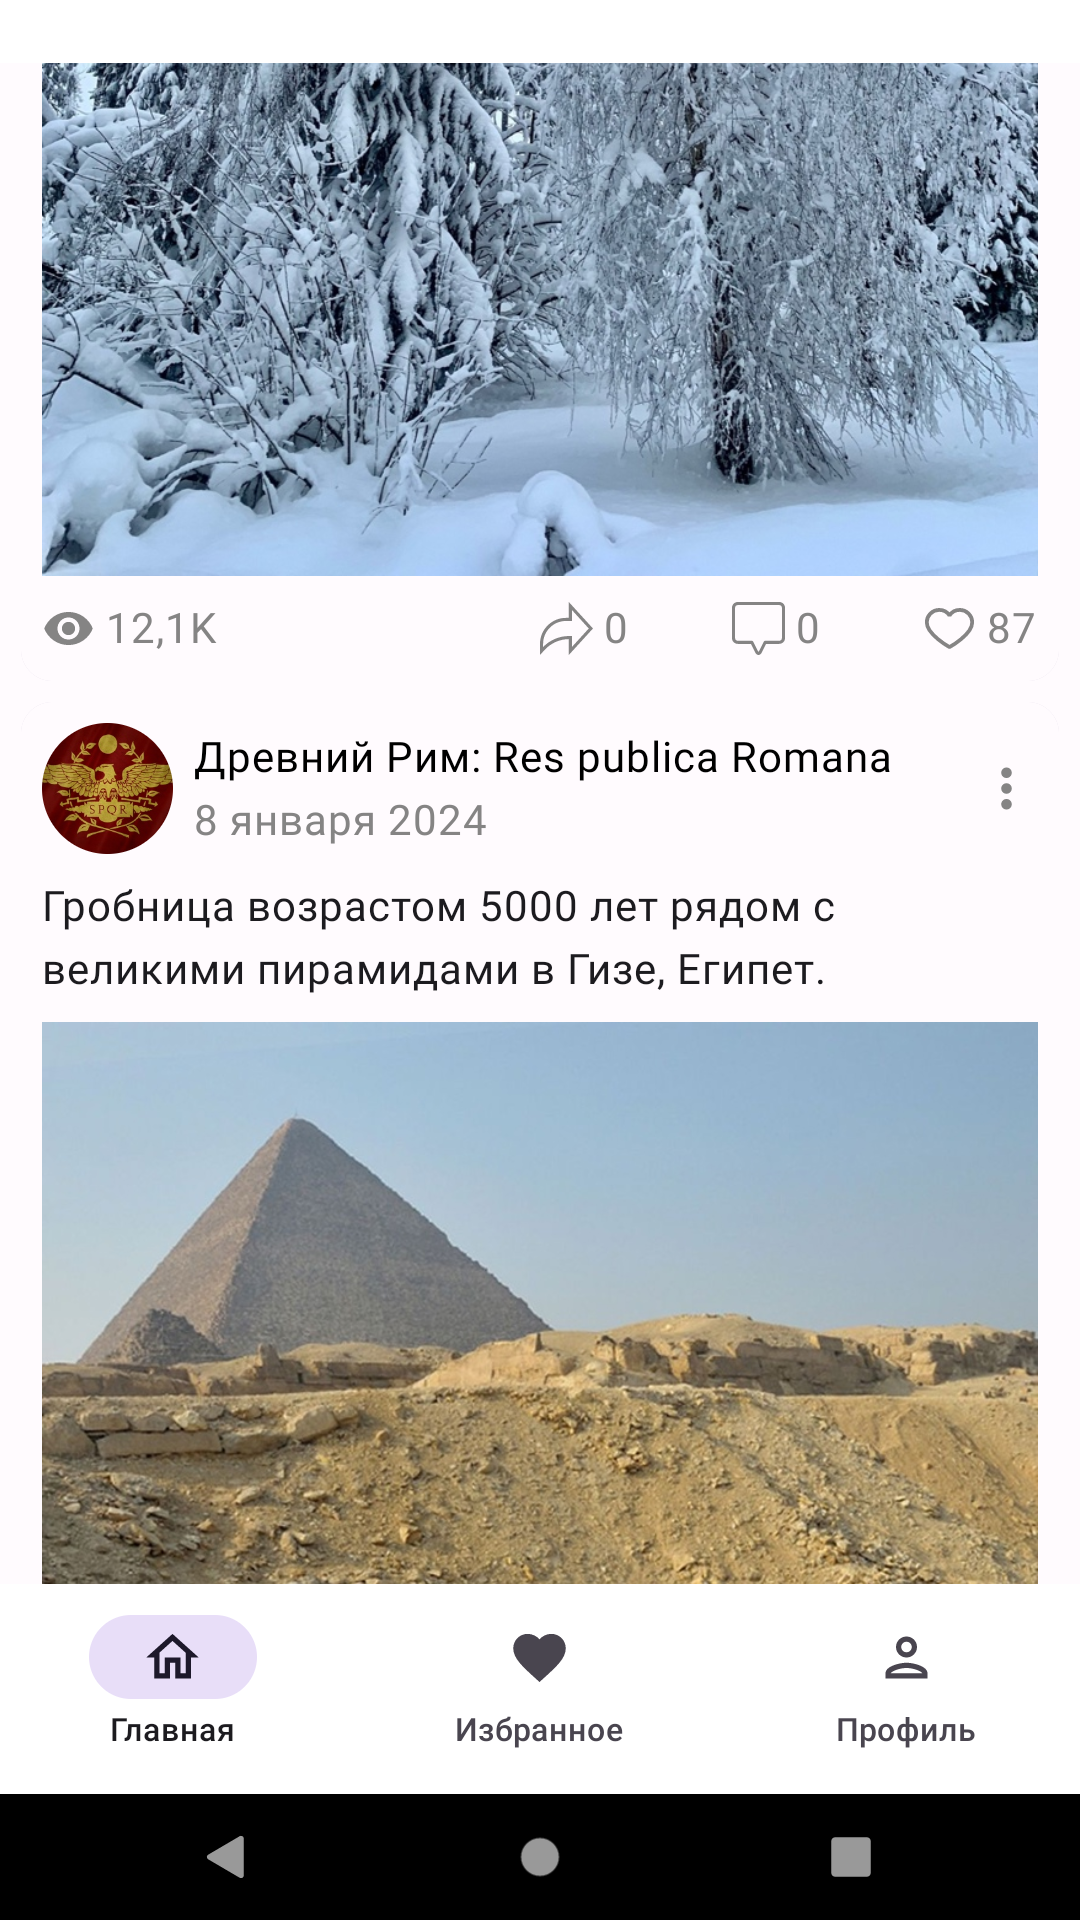 12,1K
0
0
87
SPQR
Древний Рим: Res publica Romana
8 января 2024
Гробница возрастом 5000 лет рядом с
великими пирамидами в Гизе, Египет.
Главная
Избранное
Профиль